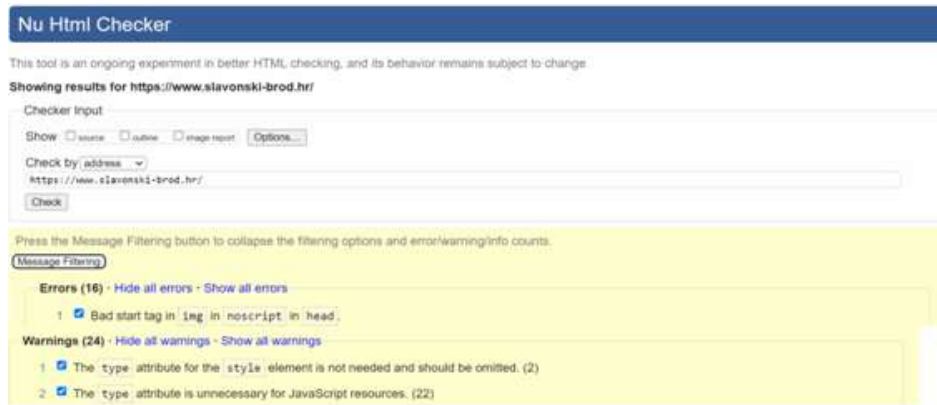 Nu Html Checker
This tool is an ongoing experiment in better HTML checking, and its behavior remains subject to change
Showing results for https://www.slavonski-brod.hr/
Checker Input
Show source outline image report Options...
Check by address
https://www.slavonski-brod.hr/
Check
Press the Message Filtering button to collapse the filtering options and error/warning/info counts.
Message Filtering
Errors (16) · Hide all errors · Show all errors
1 Bad start tag in img in noscript in head.
Warnings (24) · Hide all warnings · Show all warnings
1 The type attribute for the style element is not needed and should be omitted. (2)
2 The type attribute is unnecessary for JavaScript resources. (22)